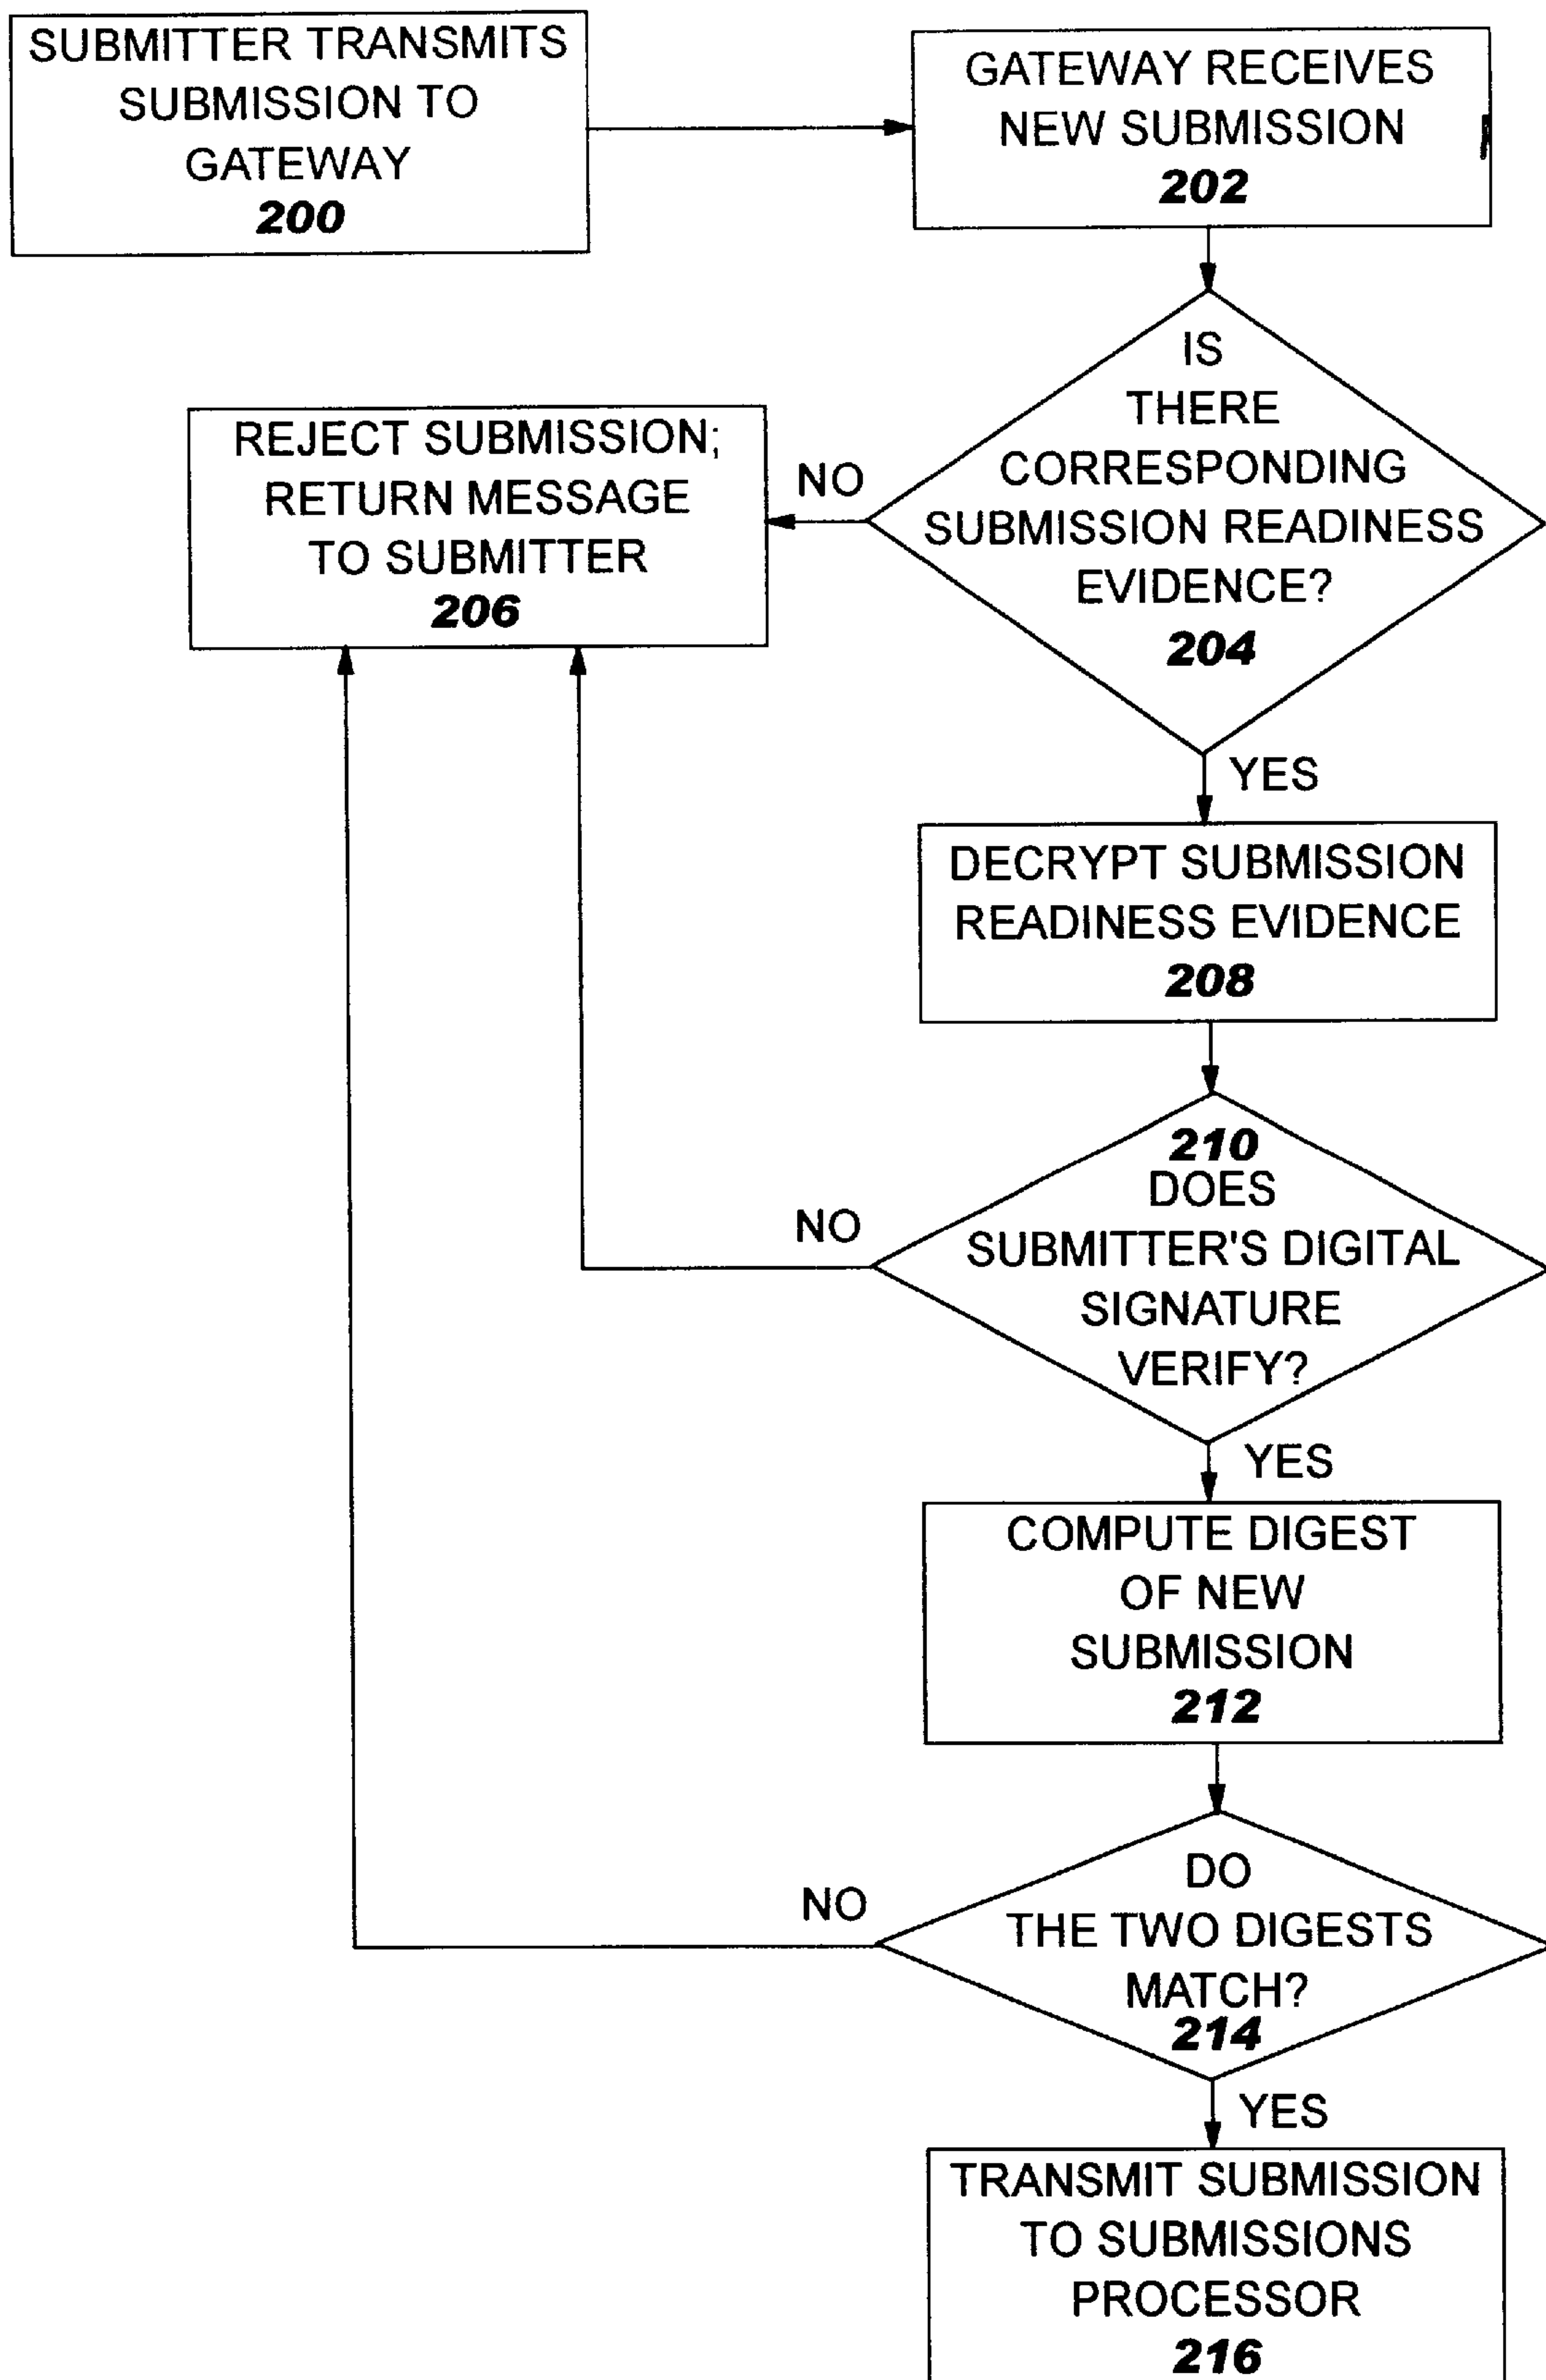 SUBMITTER TRANSMITS
SUBMISSION TO
GATEWAY
200
GATEWAY RECEIVES
NEW SUBMISSION
202
IS
THERE
CORRESPONDING
SUBMISSION READINESS
EVIDENCE?
204
NO
REJECT SUBMISSION;
RETURN MESSAGE
TO SUBMITTER
206
YES
DECRYPT SUBMISSION
READINESS EVIDENCE
208
210
DOES
SUBMITTER'S DIGITAL
SIGNATURE
VERIFY?
NO
YES
COMPUTE DIGEST
OF NEW
SUBMISSION
212
DO
THE TWO DIGESTS
MATCH?
214
NO
YES
TRANSMIT SUBMISSION
TO SUBMISSIONS
PROCESSOR
216